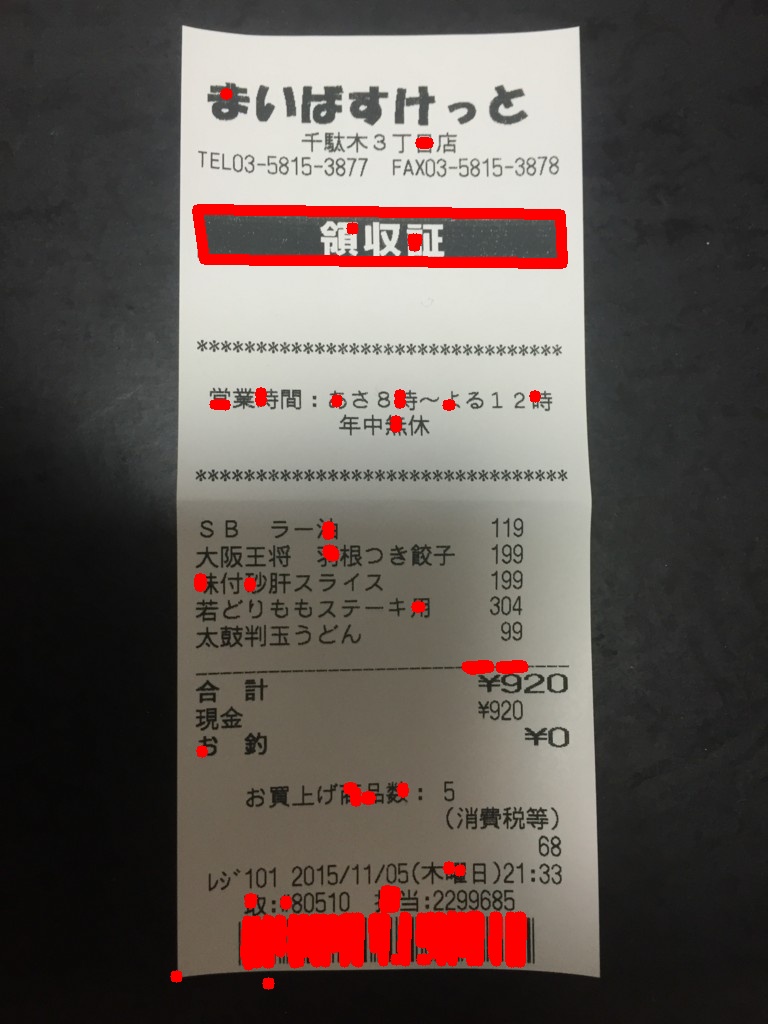 まいばすけっと
千駄木3丁目店
TEL03-5815-3877 FAX03-5815-3878
領収証
********************************
営業時間:あさ8時～よる12時
年中無休
********************************
SB ラー油 119
大阪王将 羽根つき餃子 199
味付砂肝スライス 199
若どりももステーキ用 304
太鼓判玉うどん 99
合計 ¥920
現金 ¥920
お釣 ¥0
お買上げ商品数: 5
(消費税等)
68
レジ101 2015/11/05(木曜日)21:33
取:#80510 担当:2299685